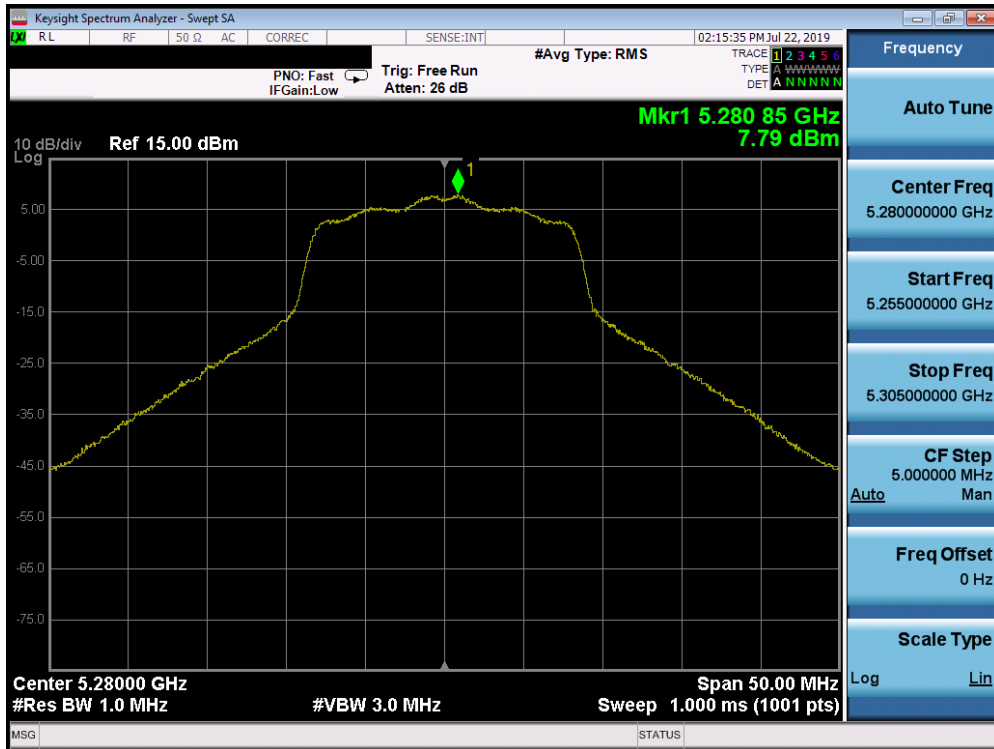 Keysight Spectrum Analyzer - Swept SA
LXI RL RF 50 Ω AC CORREC SENSE:INT 02:15:35 PM Jul 22, 2019
#Avg Type: RMS
TRACE 1 2 3 4 5 6
TYPE A WWWWW
DET A N N N N N
PNO: Fast
IFGain:Low
Trig: Free Run
Atten: 26 dB
Mkr1 5.280 85 GHz
7.79 dBm
10 dB/div
Log
Ref 15.00 dBm
1
5.00
-5.00
-15.0
-25.0
-35.0
-45.0
-55.0
-65.0
-75.0
Center 5.28000 GHz
Span 50.00 MHz
#Res BW 1.0 MHz
#VBW 3.0 MHz
Sweep 1.000 ms (1001 pts)
MSG
STATUS
Frequency
Auto Tune
Center Freq
5.280000000 GHz
Start Freq
5.255000000 GHz
Stop Freq
5.305000000 GHz
CF Step
5.000000 MHz
Auto Man
Freq Offset
0 Hz
Scale Type
Log Lin